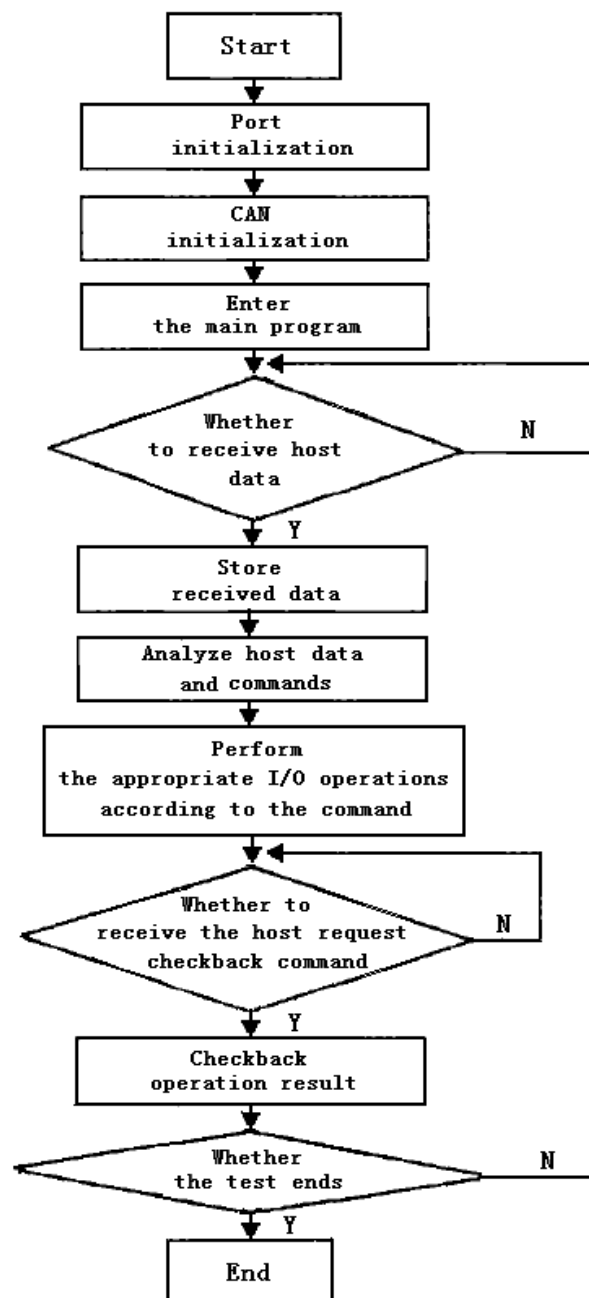 Start
Port
initialization
CAN
initialization
Enter
the main program
Whether
to receive host
data
N
Y
Store
received data
Analyze host data
and commands
Perform
the appropriate I/O operations
according to the command
Whether to
receive the host request
checkback command
N
Y
Checkback
operation result
Whether
the test ends
N
Y
End